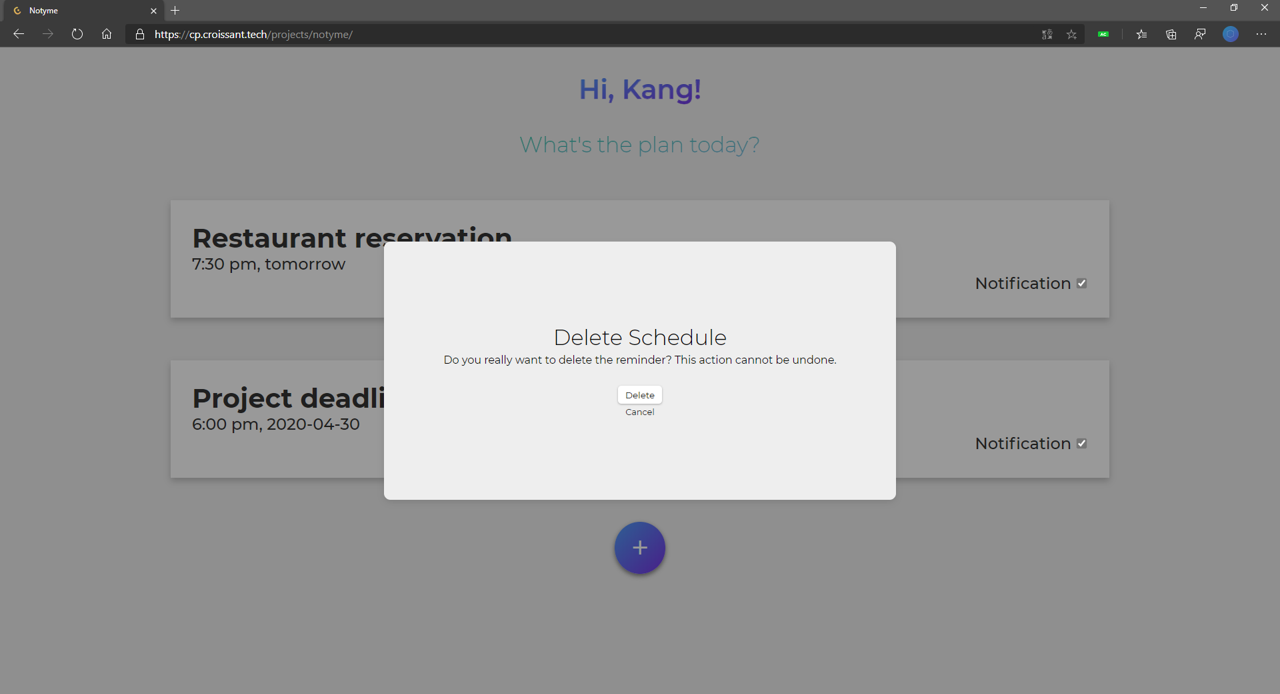 Notyme
https://cp.croissant.tech/projects/notyme/
Hi, Kang!
What's the plan today?
Restaurant reservation
7:30 pm, tomorrow
Notification
Delete Schedule
Do you really want to delete the reminder? This action cannot be undone.
Delete
Cancel
Project deadli
6:00 pm, 2020-04-30
Notification
+